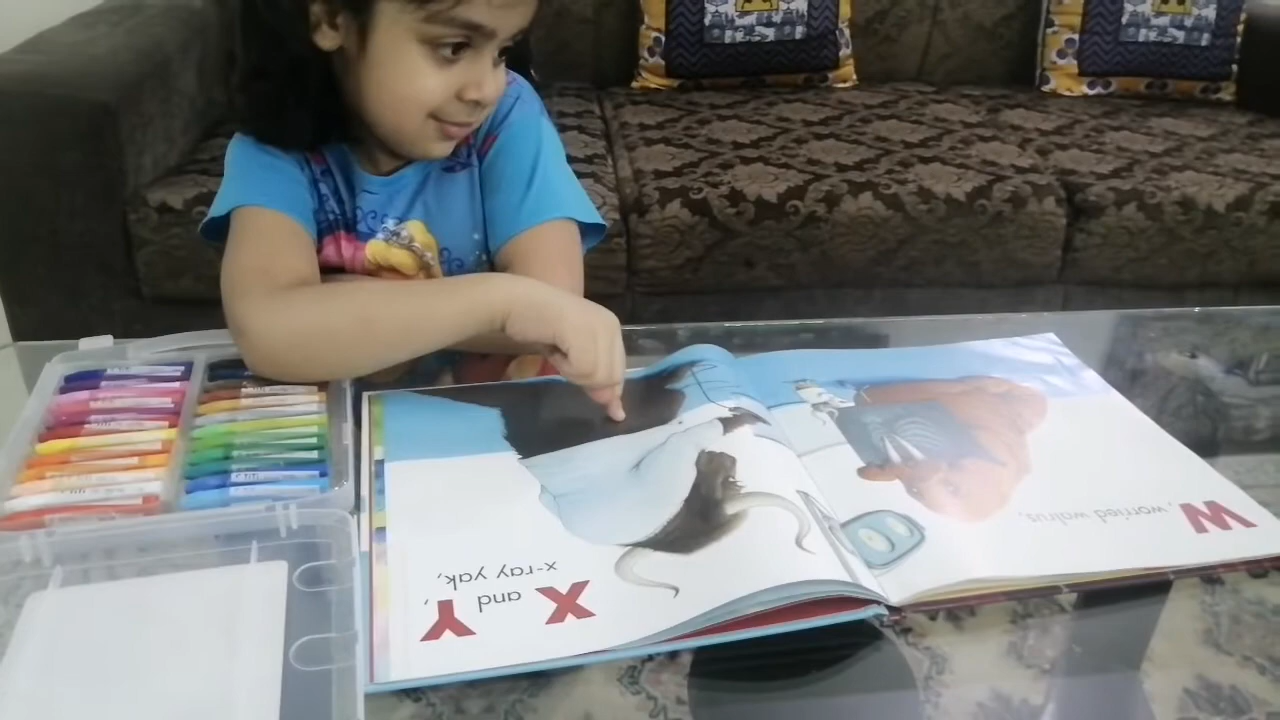 W, worried walrus,
X and Y,
x-ray yak,